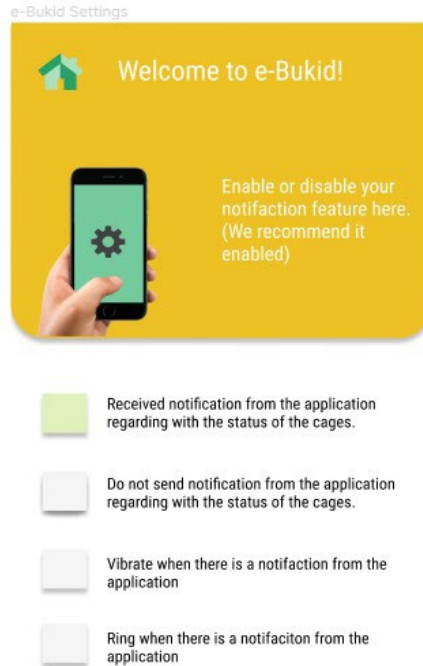 e-Bukid Settings
Welcome to e-Bukid!
Enable or disable your
notifaction feature here.
(We recommend it
enabled)
Received notification from the application
regarding with the status of the cages.
Do not send notification from the application
regarding with the status of the cages.
Vibrate when there is a notifaction from the
application
Ring when there is a notifaciton from the
application